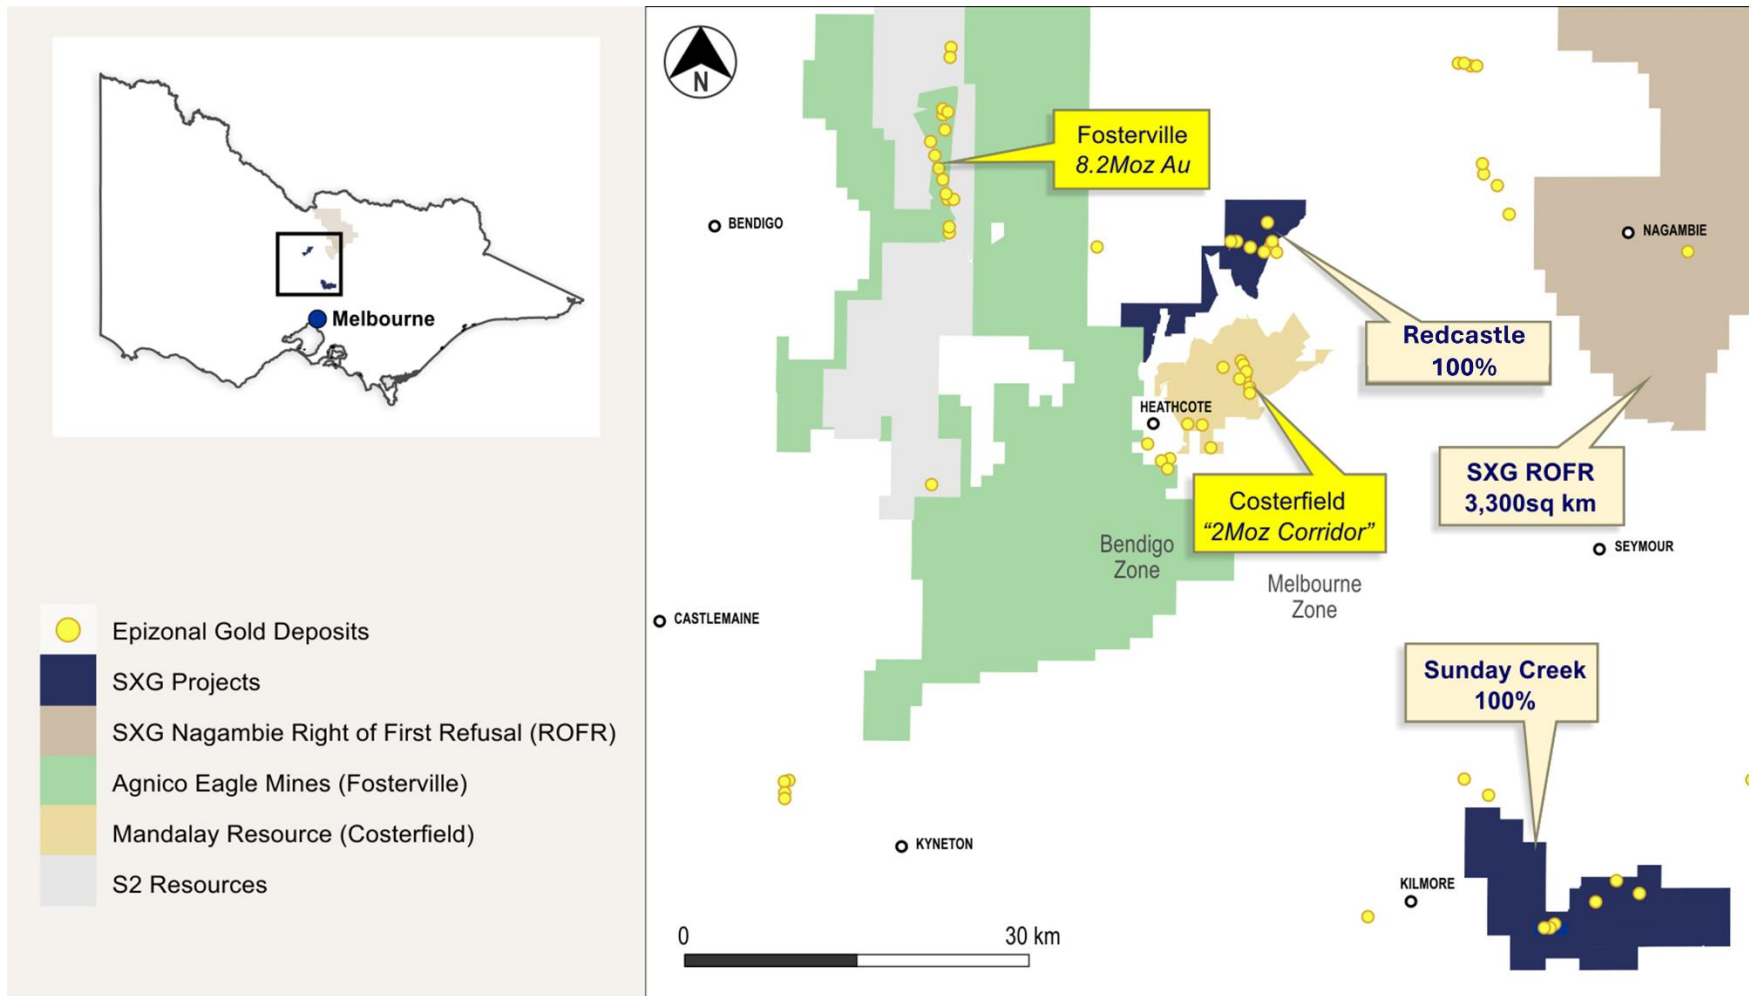 Melbourne
Epizonal Gold Deposits
SXG Projects
SXG Nagambie Right of First Refusal (ROFR)
Agnico Eagle Mines (Fosterville)
Mandalay Resource (Costerfield)
S2 Resources
N
Fosterville
8.2Moz Au
BENDIGO
NAGAMBIE
Redcastle
100%
HEATHCOTE
SXG ROFR
3,300sq km
Costerfield
“2Moz Corridor”
Bendigo
Zone
SEYMOUR
Melbourne
Zone
CASTLEMAINE
Sunday Creek
100%
KYNETON
KILMORE
0
30 km